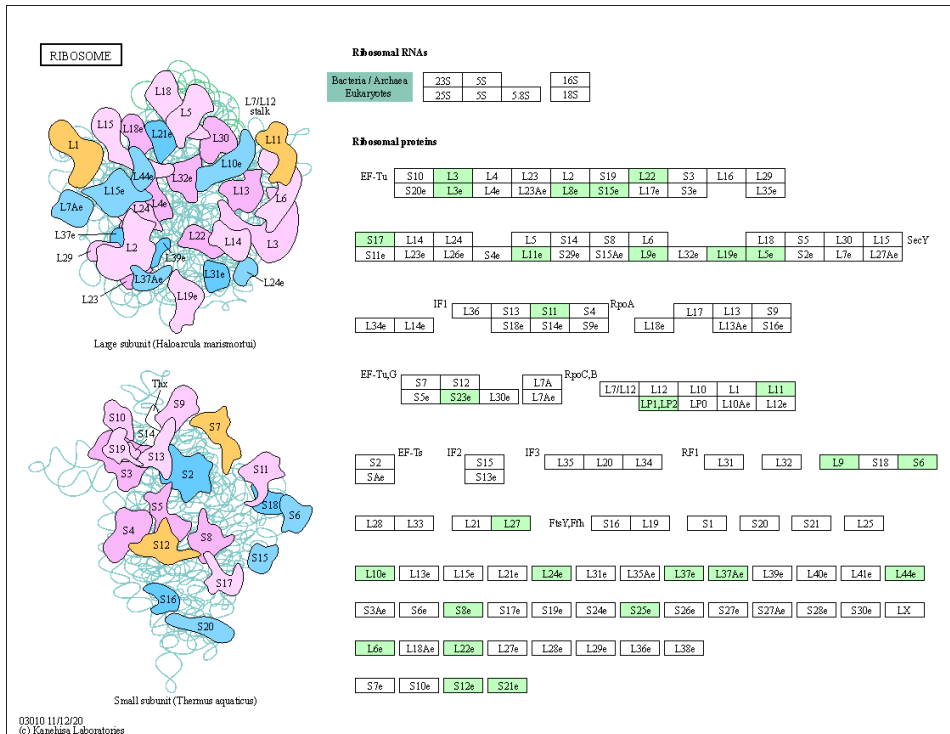 RIBOSOME
L18
L5
L7/L12
stalk
L15
L18e
L21e
L30
L11
L1
L10e
L44e
L32e
L15e
L13
L6
L7Ae
L24
L4e
L37e
L2
L22
L14
L3
L29
L39e
L37Ae
L31e
L24e
L23
L19e
Large subunit (Haloarcula marismortui)
Thx
S9
S10
S7
S14
S19
S13
S3
S2
S11
S5
S18
S6
S4
S12
S8
S15
S17
S16
S20
Small subunit (Thermus aquaticus)
03010 11/12/20
(c) Kanehisa Laboratories
Ribosomal RNAs
Bacteria / Archaea 23S 5S 16S
Eukaryotes 25S 5S 5.8S 18S
Ribosomal proteins
EF-Tu S10 L3 L4 L23 L2 S19 L22 S3 L16 L29
S20e L3e L4e L23Ae L8e S15e L17e S3e L35e
S17 L14 L24 L5 S14 S8 L6 L18 S5 L30 L15 SecY
S11e L23e L26e S4e L11e S29e S15Ae L9e L32e L19e L5e S2e L7e L27Ae
IF1 L36 S13 S11 S4 RpoA L17 L13 S9
L34e L14e S18e S14e S9e L18e L13Ae S16e
EF-Tu,G S7 S12 L7A RpoC,B L7/L12 L12 L10 L1 L11
S5e S23e L30e L7Ae LP1,LP2 LP0 L10Ae L12e
S2 EF-Ts IF2 S15 IF3 L35 L20 L34 RF1 L31 L32 L9 S18 S6
SAe S13e
L28 L33 L21 L27 FtsY,Ffh S16 L19 S1 S20 S21 L25
L10e L13e L15e L21e L24e L31e L35Ae L37e L37Ae L39e L40e L41e L44e
S3Ae S6e S8e S17e S19e S24e S25e S26e S27e S27Ae S28e S30e LX
L6e L18Ae L22e L27e L28e L29e L36e L38e
S7e S10e S12e S21e